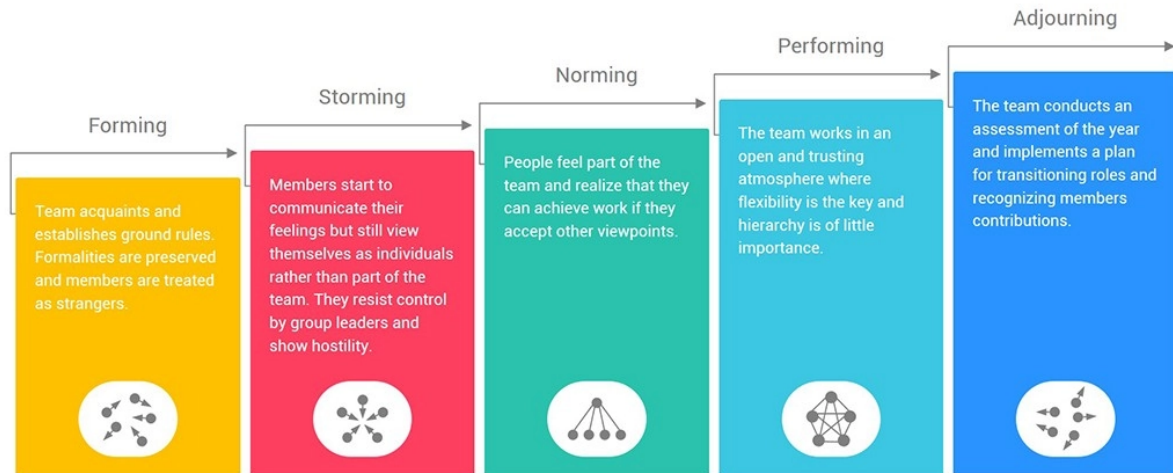 Forming
Team acquaints and
establishes ground rules.
Formalities are preserved
and members are treated
as strangers.
Storming
Members start to
communicate their
feelings but still view
themselves as individuals
rather than part of the
team. They resist control
by group leaders and
show hostility.
Norming
People feel part of the
team and realize that they
can achieve work if they
accept other viewpoints.
Performing
The team works in an
open and trusting
atmosphere where
flexibility is the key and
hierarchy is of little
importance.
Adjourning
The team conducts an
assessment of the year
and implements a plan
for transitioning roles and
recognizing members
contributions.